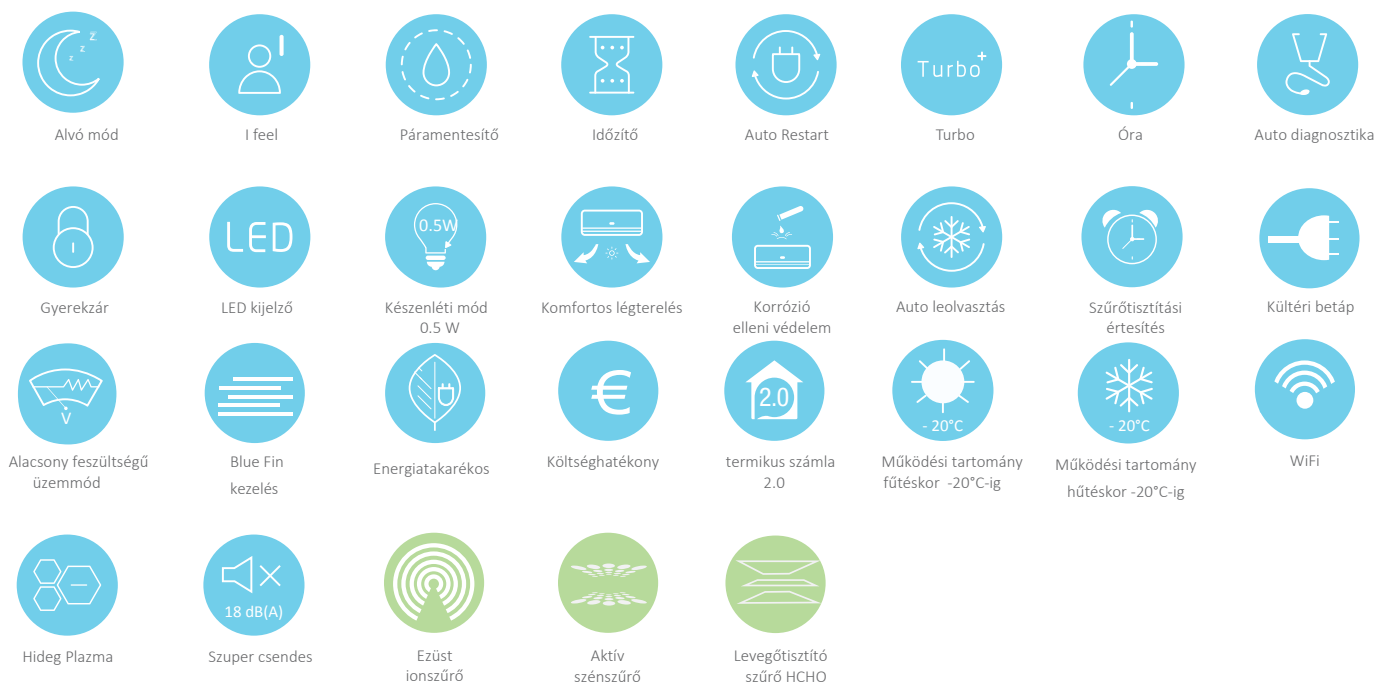 z
z
z
Turbo+
Alvó mód
I feel
Páramentesítő
Időzítő
Auto Restart
Turbo
Óra
Auto diagnosztika
LED
0.5W
Gyerekzár
LED kijelző
Készenléti mód
0.5 W
Komfortos légterelés
Korrózió
elleni védelem
Auto leolvasztás
Szűrőtisztítási
értesítés
Kültéri betáp
V
€
2.0
- 20°C
- 20°C
Alacsony feszültségű
üzemmód
Blue Fin
kezelés
Energiatakarékos
Költséghatékony
termikus számla
2.0
Működési tartomány
fűtéskor -20°C-ig
Működési tartomány
hűtéskor -20°C-ig
WiFi
18 dB(A)
Hideg Plazma
Szuper csendes
Ezüst
ionszűrő
Aktív
szénszűrő
Levegőtisztító
szűrő HCHO